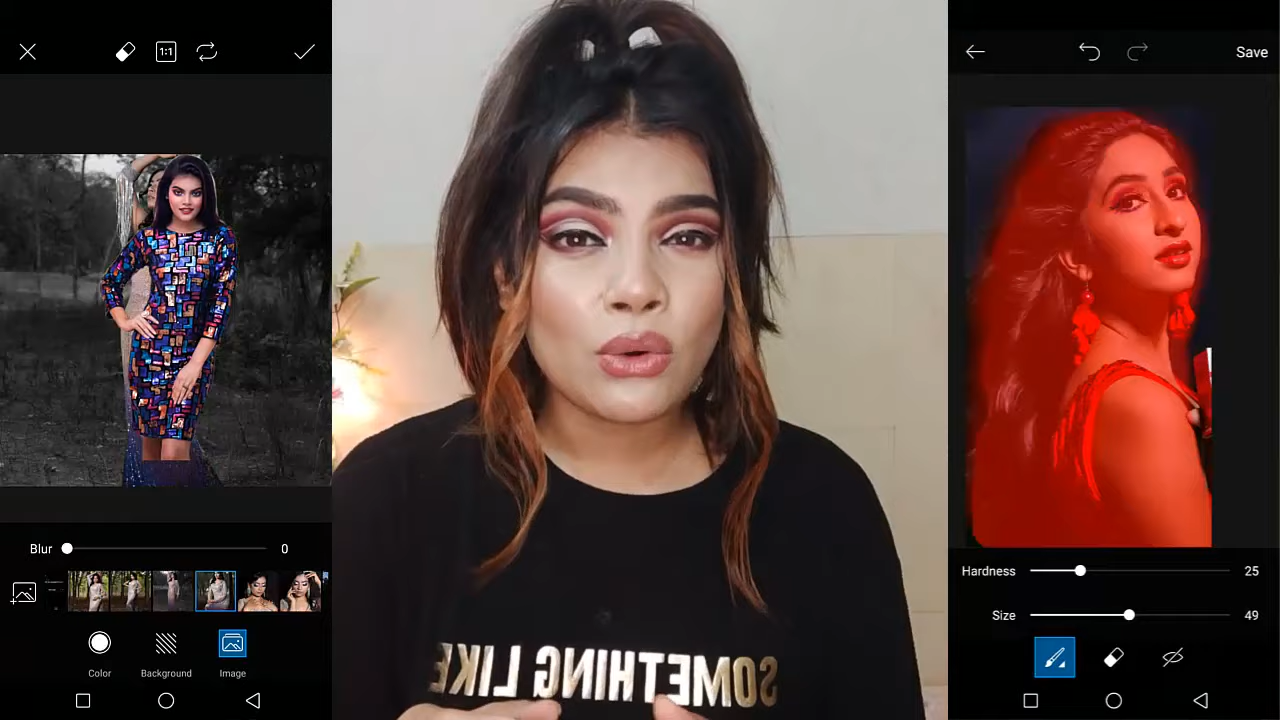 1:1
Save
Blur
0
Color
Background
Image
SOMETHING LIKE
Hardness
25
Size
49